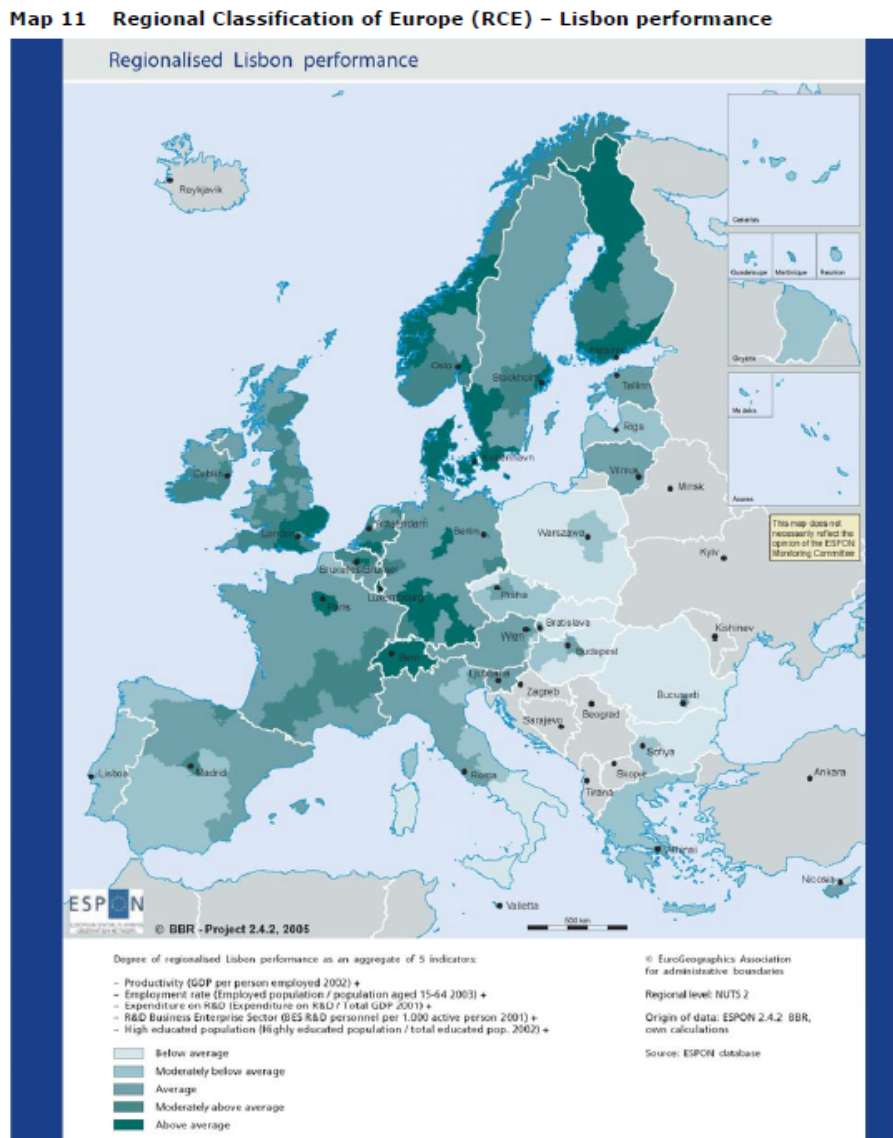 Map 11 Regional Classification of Europe (RCE) – Lisbon performance
Regionalised Lisbon performance
Canarias
Reykjavik
Guadeloupe Martinique Reunion
Guyana
Oslo
Helsinki
Stockholm
Tallinn
Madeira
Riga
Dublin
København
Vilnius
Minsk
Azores
London
Amsterdam
Berlin
Warszawa
This map does not
necessarily reflect the
opinion of the ESPON
Monitoring Committee
Kyiv
Bruxelles/Brussel
Luxembourg
Praha
Paris
Wien
Bratislava
Kishinev
Bern
Budapest
Ljubljana
Zagreb
Bucuresti
Beograd
Sarajevo
Sofiya
Lisboa
Madrid
Roma
Skopje
Tirana
Ankara
Athinai
Nicosia
Valletta
ESPON
© BBR - Project 2.4.2, 2005
500 km
Degree of regionalised Lisbon performance as an aggregate of 5 indicators:
– Productivity (GDP per person employed 2002) +
– Employment rate (Employed population / population aged 15-64 2003) +
– Expenditure on R&D (Expenditure on R&D / Total GDP 2001) +
– R&D Business Enterprise Sector (BES R&D personnel per 1.000 active person 2001) +
– High educated population (Highly educated population / total educated pop. 2002) +
Below average
Moderately below average
Average
Moderately above average
Above average
© EuroGeographics Association
for administrative boundaries
Regional level: NUTS 2
Origin of data: ESPON 2.4.2 BBR,
own calculations
Source: ESPON database